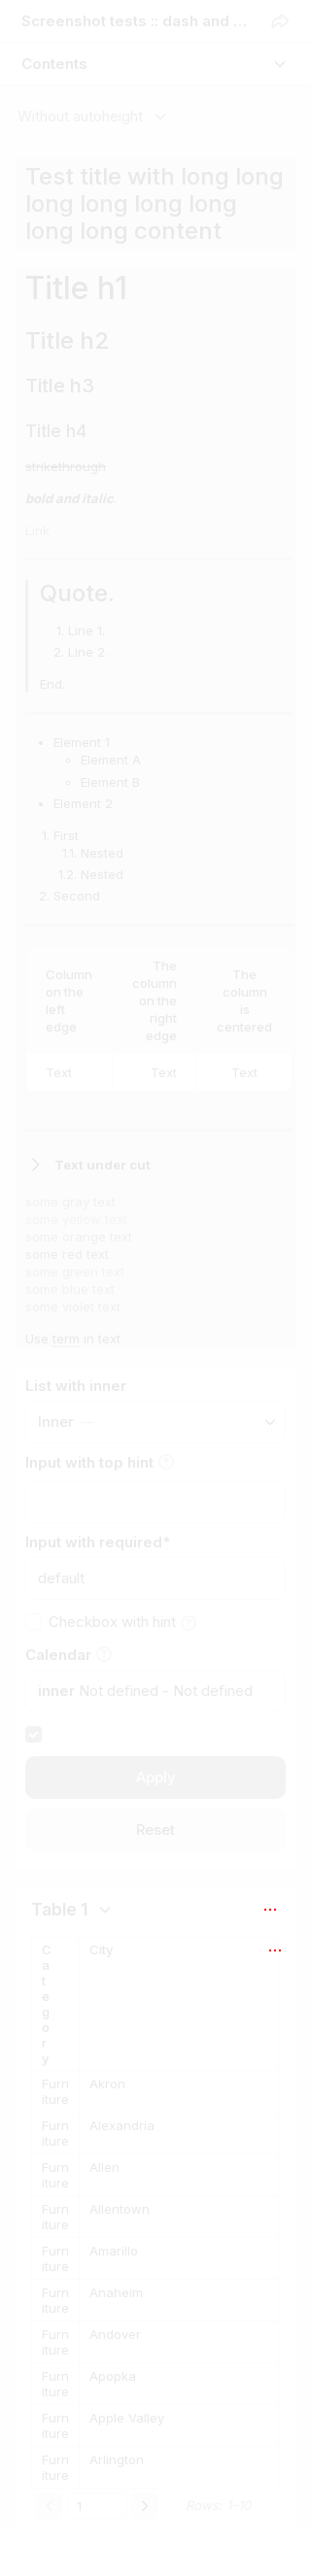 Screenshot tests :: dash and ...
Contents
Without autoheight
Test title with long long
long long long long
long long content
Title h1
Title h2
Title h3
Title h4
strikethrough
bold and italic.
Link
Quote.
1. Line 1.
2. Line 2.
End.
• Element 1
◦ Element A
◦ Element B
• Element 2
1. First
1.1. Nested
1.2. Nested
2. Second
Column on the left edge
The column on the right edge
The column is centered
Text Text Text
Text under cut
some gray text
some yellow text
some orange text
some red text
some green text
some blue text
some violet text
Use term in text
List with inner
Inner —
Input with top hint
Input with required*
default
Checkbox with hint
Calendar
inner Not defined - Not defined
Apply
Reset
Table 1
Category City
Furniture Akron
Furniture Alexandria
Furniture Allen
Furniture Allentown
Furniture Amarillo
Furniture Anaheim
Furniture Andover
Furniture Apopka
Furniture Apple Valley
Furniture Arlington
1 Rows: 1–10